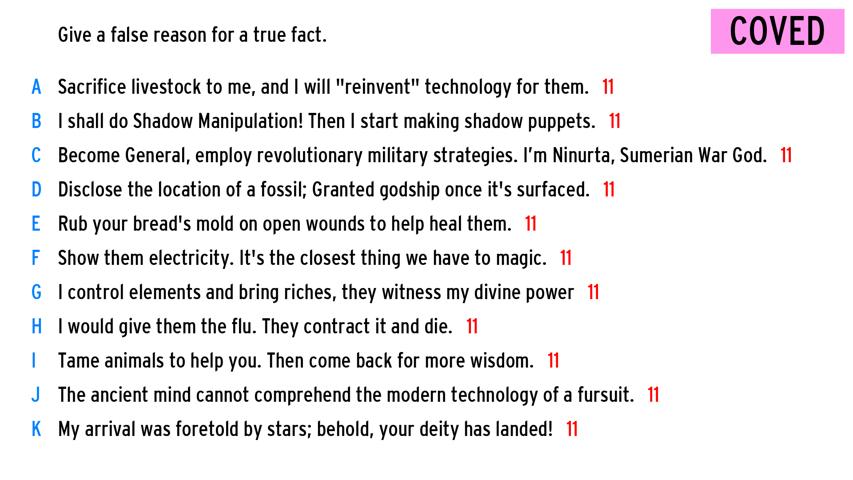 Give a false reason for a true fact.
COVED
A Sacrifice livestock to me, and I will "reinvent" technology for them. 11
B I shall do Shadow Manipulation! Then I start making shadow puppets. 11
C Become General, employ revolutionary military strategies. I'm Ninurta, Sumerian War God. 11
D Disclose the location of a fossil; Granted godship once it's surfaced. 11
E Rub your bread's mold on open wounds to help heal them. 11
F Show them electricity. It's the closest thing we have to magic. 11
G I control elements and bring riches, they witness my divine power 11
H I would give them the flu. They contract it and die. 11
I Tame animals to help you. Then come back for more wisdom. 11
J The ancient mind cannot comprehend the modern technology of a fursuit. 11
K My arrival was foretold by stars; behold, your deity has landed! 11